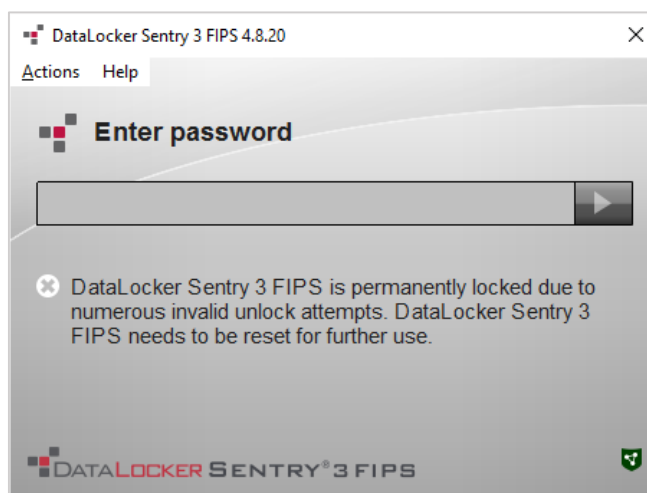 DataLocker Sentry 3 FIPS 4.8.20
Actions Help
Enter password
DataLocker Sentry 3 FIPS is permanently locked due to
numerous invalid unlock attempts. DataLocker Sentry 3
FIPS needs to be reset for further use.
DATALOCKER SENTRY®3 FIPS